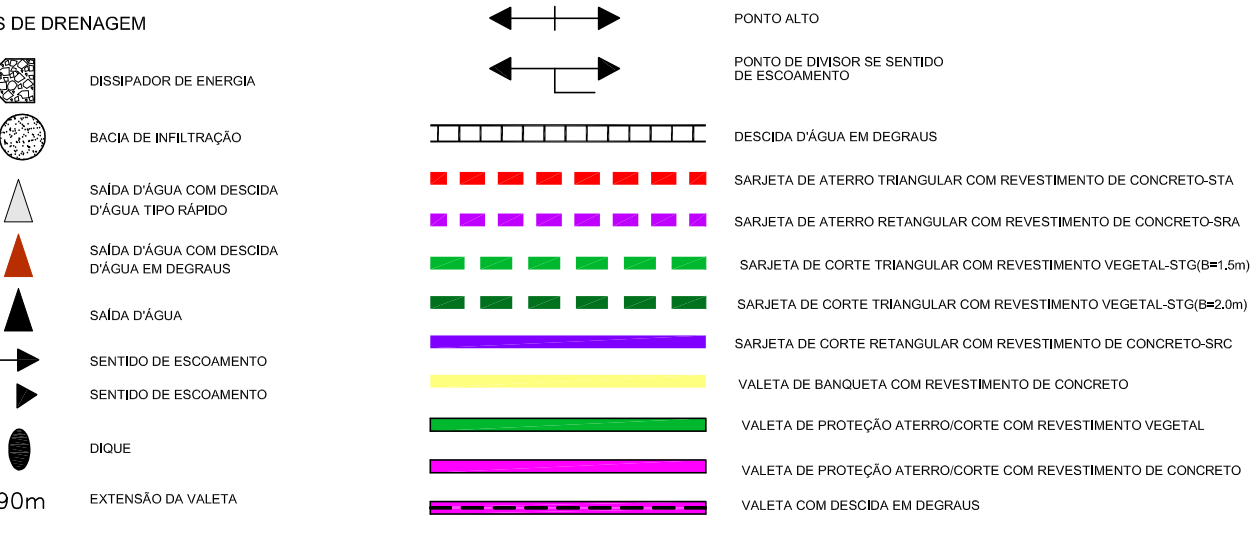 S DE DRENAGEM
DISSIPADOR DE ENERGIA
BACIA DE INFILTRAÇÃO
SAÍDA D'ÁGUA COM DESCIDA
D'ÁGUA TIPO RÁPIDO
SAÍDA D'ÁGUA COM DESCIDA
D'ÁGUA EM DEGRAUS
SAÍDA D'ÁGUA
SENTIDO DE ESCOAMENTO
SENTIDO DE ESCOAMENTO
DIQUE
90m
EXTENSÃO DA VALETA
PONTO ALTO
PONTO DE DIVISOR SE SENTIDO
DE ESCOAMENTO
DESCIDA D'ÁGUA EM DEGRAUS
SARJETA DE ATERRO TRIANGULAR COM REVESTIMENTO DE CONCRETO-STA
SARJETA DE ATERRO RETANGULAR COM REVESTIMENTO DE CONCRETO-SRA
SARJETA DE CORTE TRIANGULAR COM REVESTIMENTO VEGETAL-STG(B=1.5m)
SARJETA DE CORTE TRIANGULAR COM REVESTIMENTO VEGETAL-STG(B=2.0m)
SARJETA DE CORTE RETANGULAR COM REVESTIMENTO DE CONCRETO-SRC
VALETA DE BANQUETA COM REVESTIMENTO DE CONCRETO
VALETA DE PROTEÇÃO ATERRO/CORTE COM REVESTIMENTO VEGETAL
VALETA DE PROTEÇÃO ATERRO/CORTE COM REVESTIMENTO DE CONCRETO
VALETA COM DESCIDA EM DEGRAUS